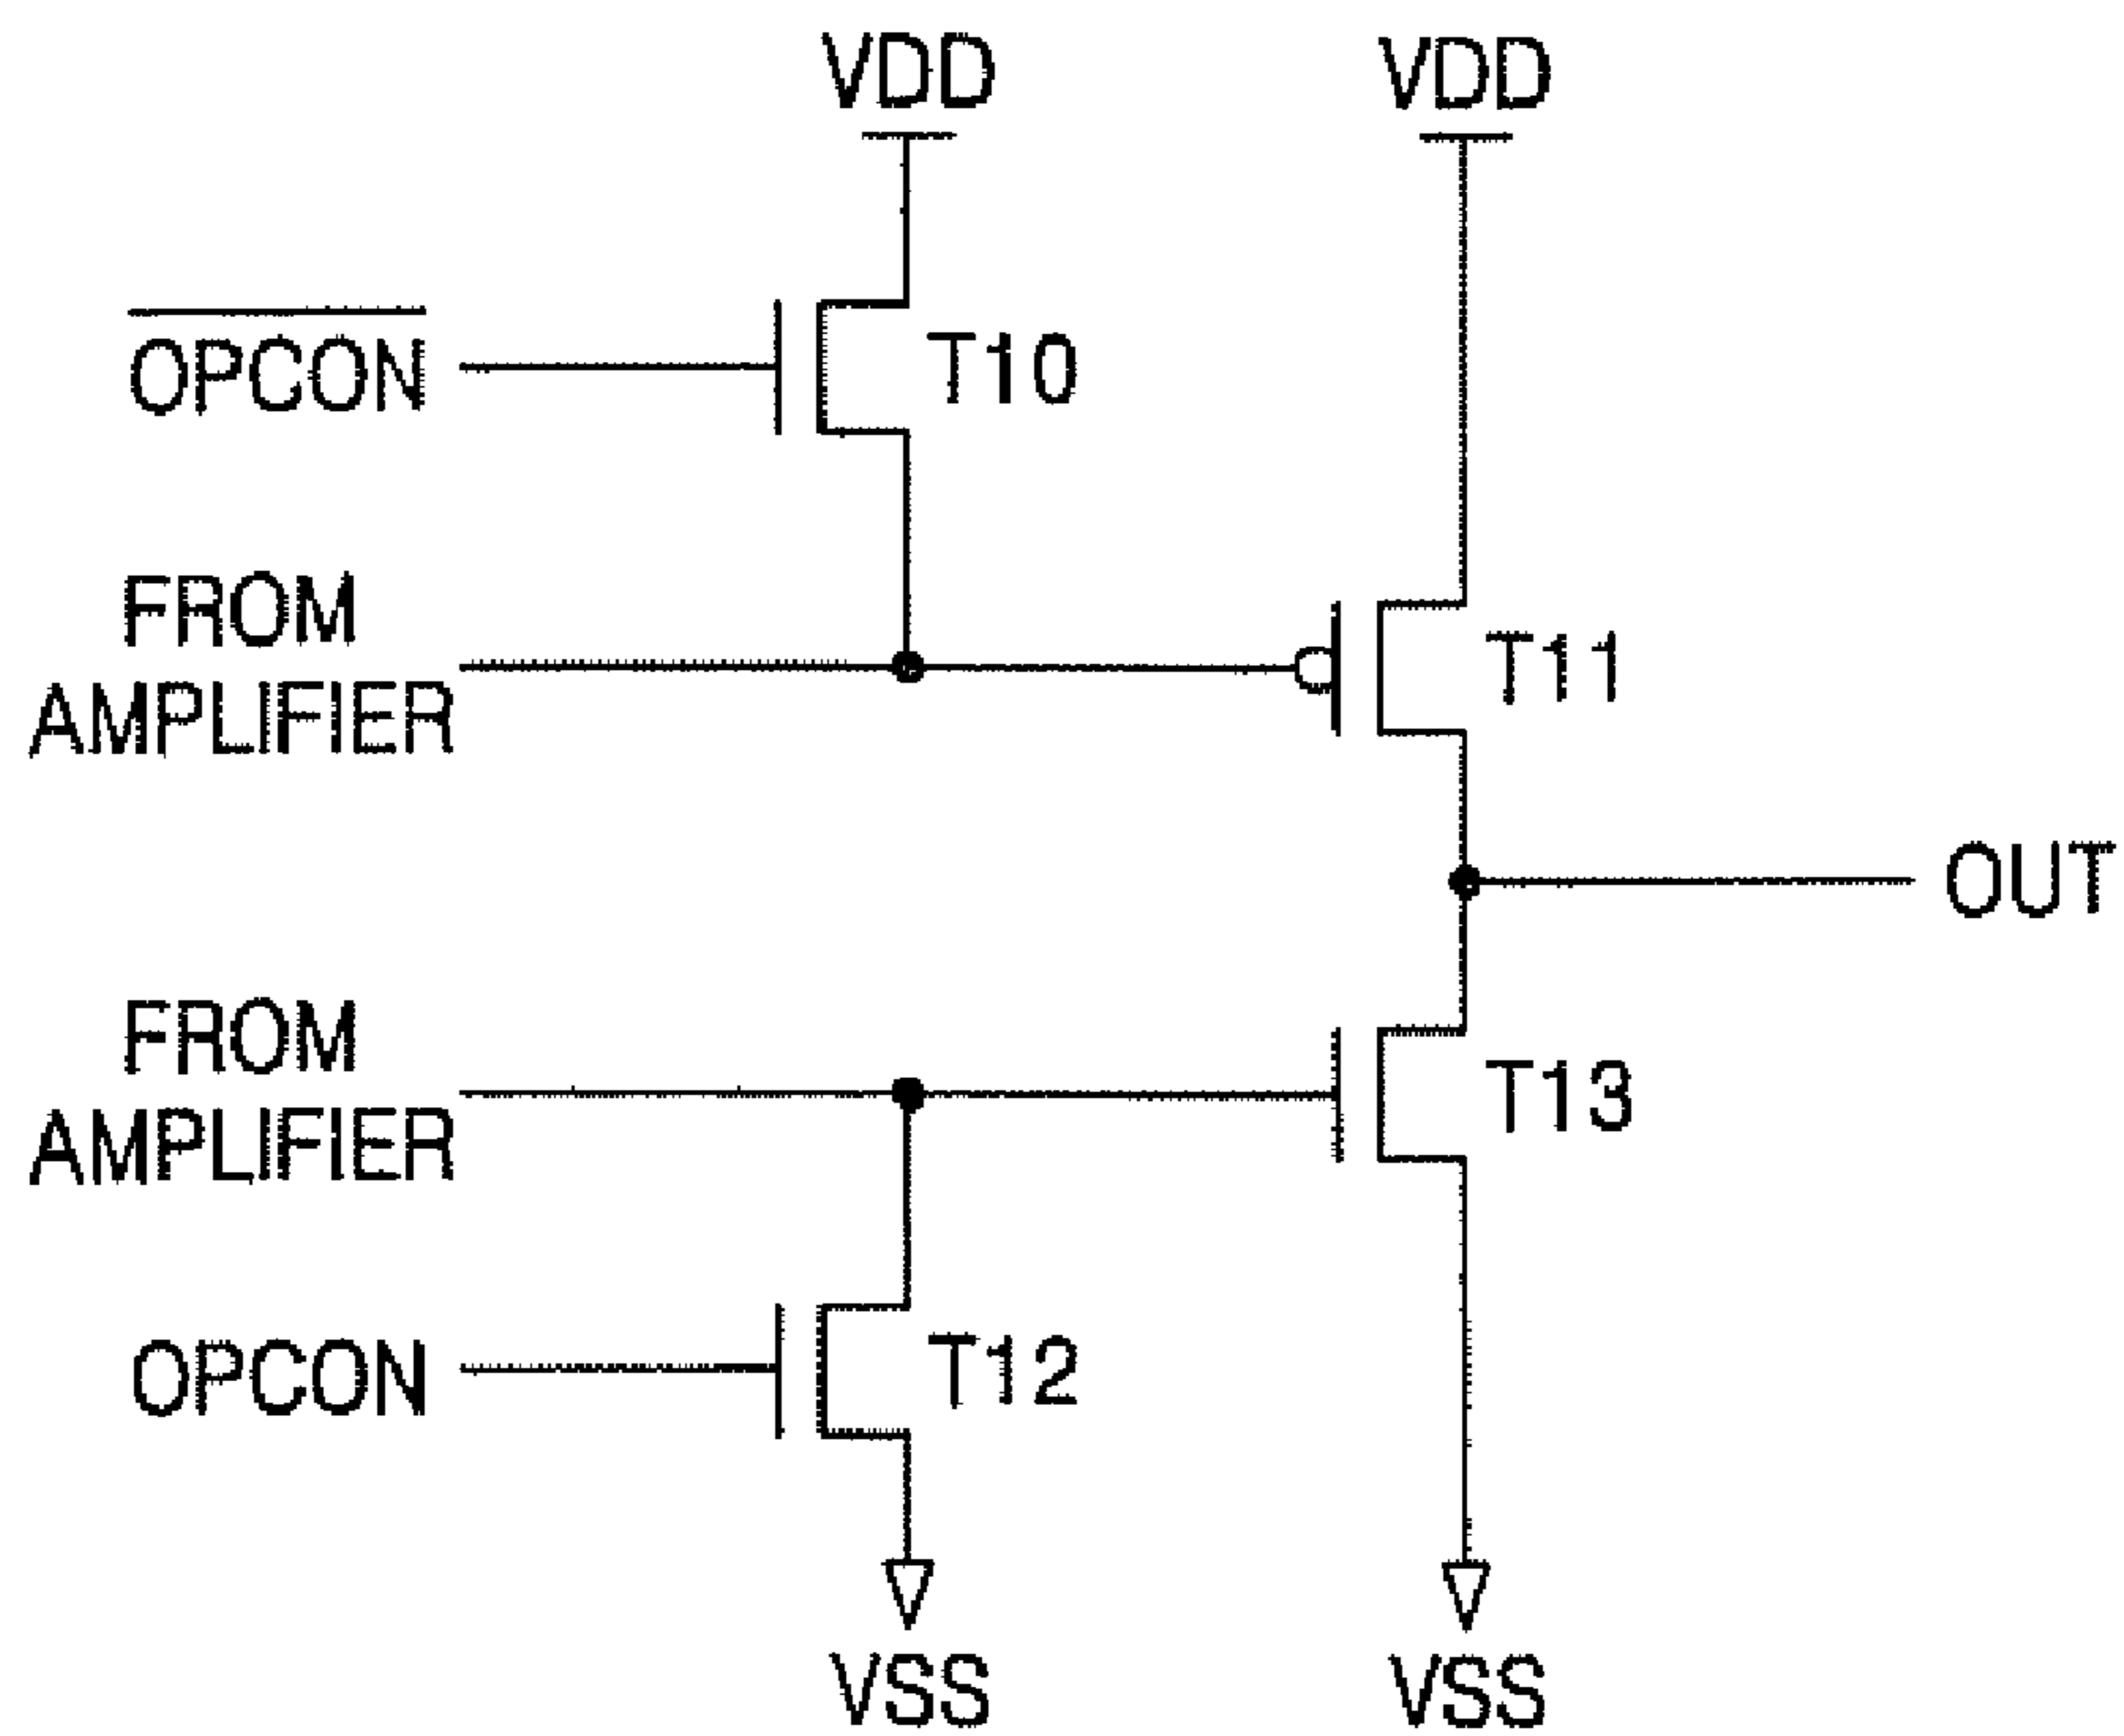 VDD VDD
OPCON
T10
FROM
AMPLIFIER
T11
OUT
FROM
AMPLIFIER
T13
OPCON
T12
VSS VSS